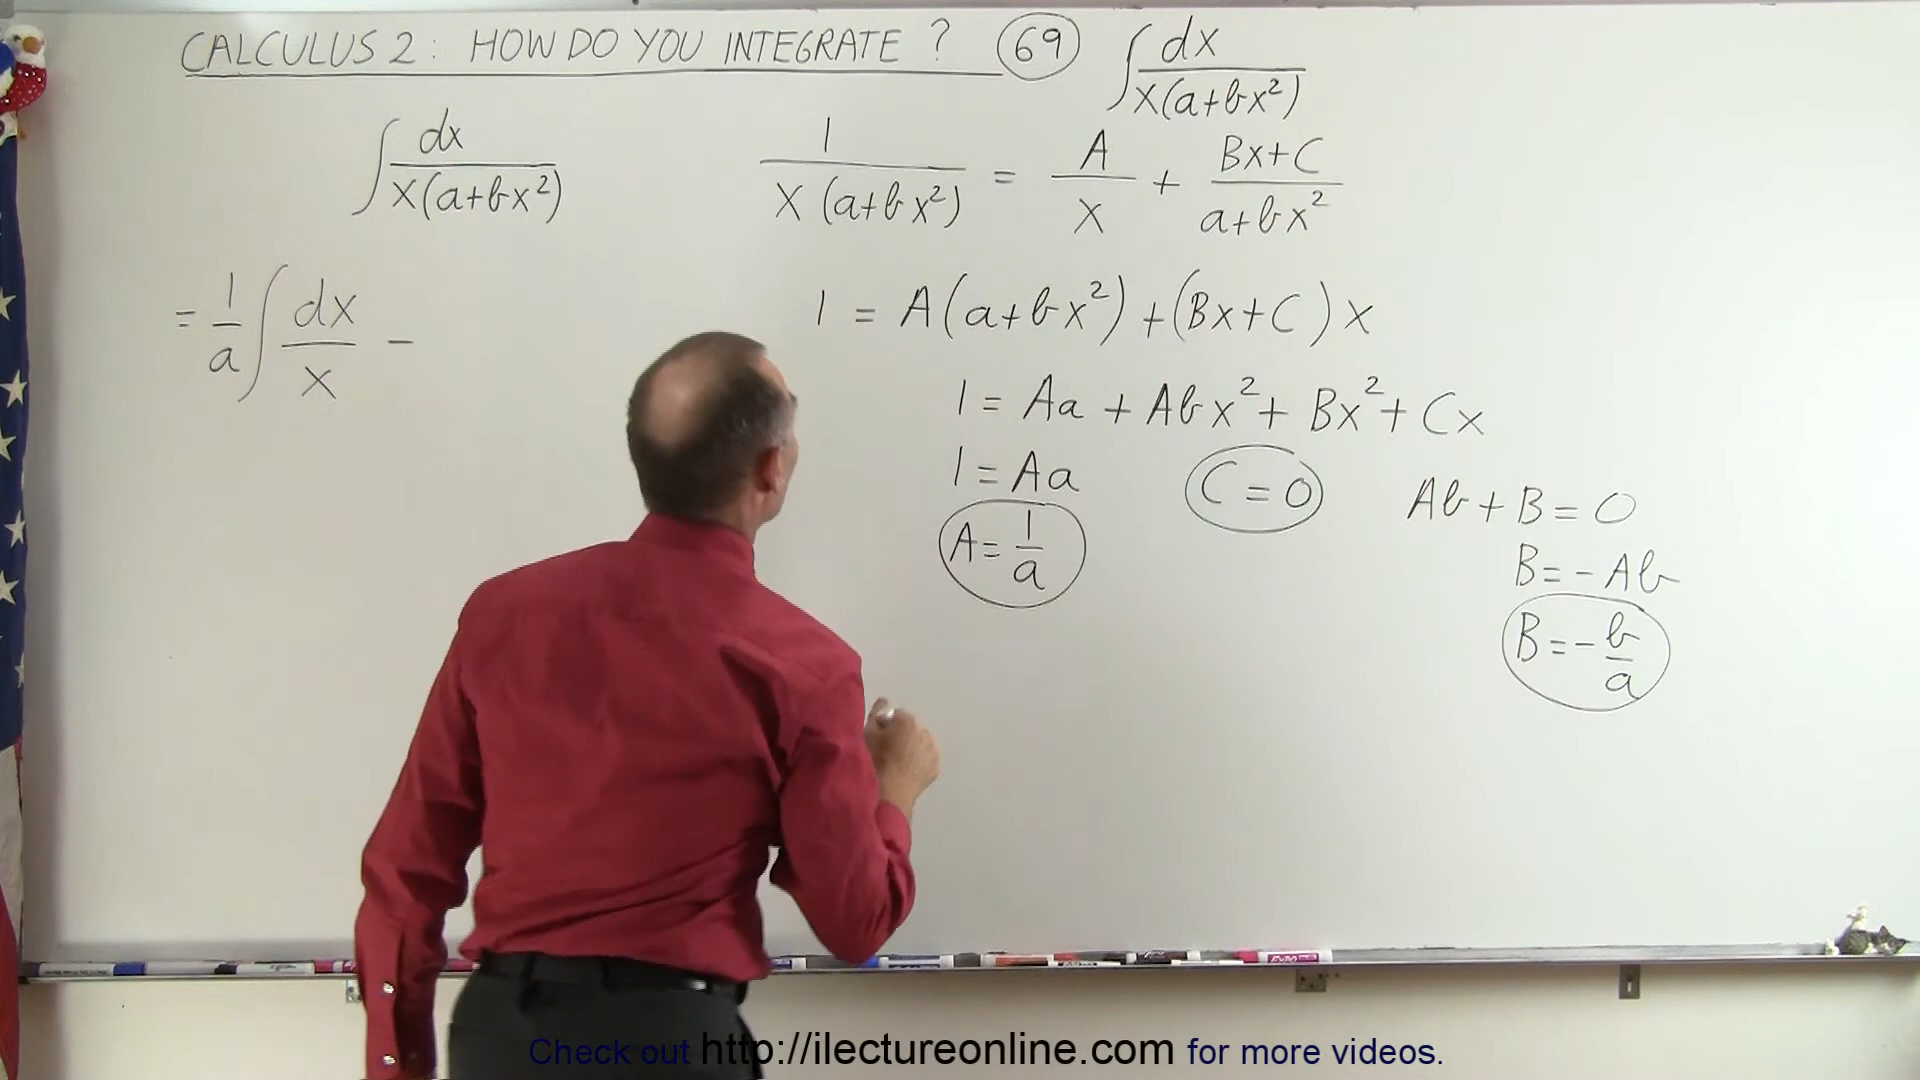 CALCULUS 2: HOW DO YOU INTEGRATE ? 69 ∫ dx / x(a+bx²)
∫ dx / x(a+bx²)
1 / x(a+bx²) = A/x + (Bx+C) / (a+bx²)
= 1/a ∫ dx/x −
1 = A(a+bx²) + (Bx+C)x
1 = Aa + Abx² + Bx² + Cx
1 = Aa
C = 0
Ab + B = 0
A = 1/a
B = −Ab
B = −b/a
EXPO
Check out http://ilectureonline.com for more videos.